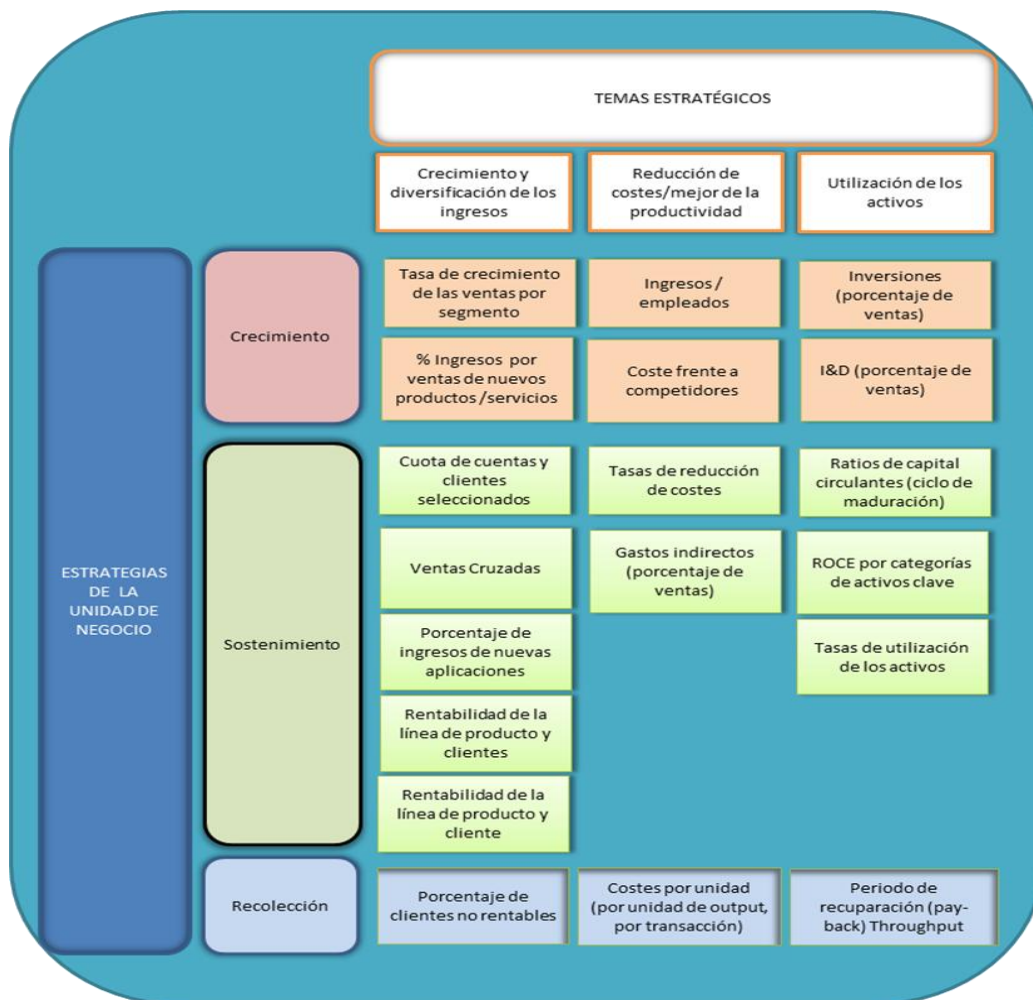 TEMAS ESTRATÉGICOS
Crecimiento y
diversificación de los
ingresos
Reducción de
costes/mejor de la
productividad
Utilización de los
activos
ESTRATEGIAS
DE LA
UNIDAD DE
NEGOCIO
Crecimiento
Tasa de crecimiento
de las ventas por
segmento
Ingresos /
empleados
Inversiones
(porcentaje de
ventas)
% Ingresos por
ventas de nuevos
productos /servicios
Coste frente a
competidores
I&D (porcentaje de
ventas)
Sostenimiento
Cuota de cuentas y
clientes
seleccionados
Tasas de reducción
de costes
Ratios de capital
circulantes (ciclo de
maduración)
Ventas Cruzadas
Gastos indirectos
(porcentaje de
ventas)
ROCE por categorías
de activos clave
Porcentaje de
ingresos de nuevas
aplicaciones
Tasas de utilización
de los activos
Rentabilidad de la
línea de producto y
clientes
Rentabilidad de la
línea de producto y
cliente
Recolección
Porcentaje de
clientes no rentables
Costes por unidad
(por unidad de output,
por transacción)
Periodo de
recuparación (pay-
back) Throughput